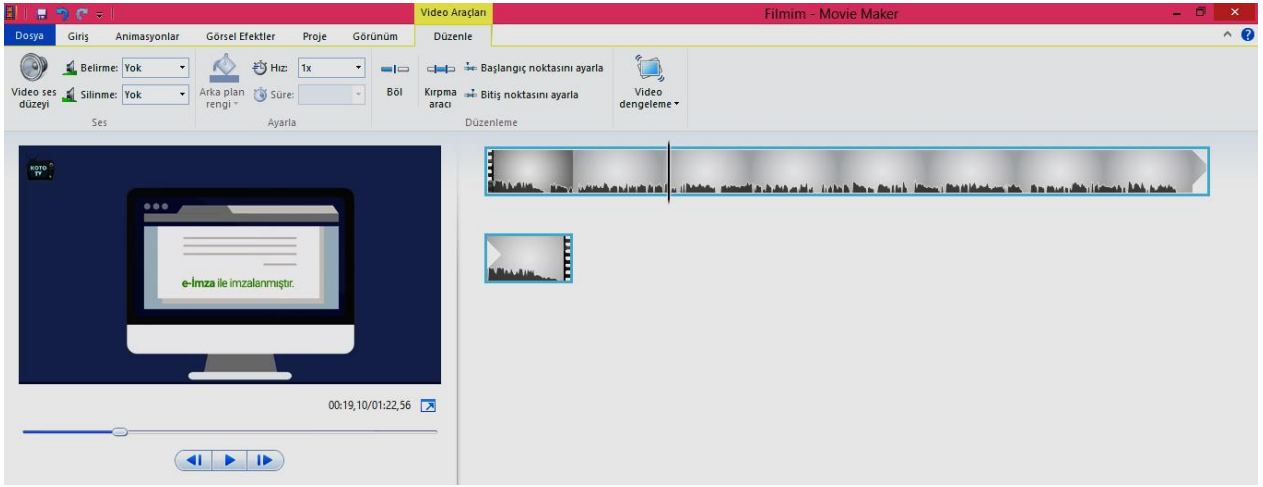 Video Araçları
Filmim - Movie Maker
Dosya Giriş Animasyonlar Görsel Efektler Proje Görünüm Düzenle
Video ses düzeyi
Belirme: Yok
Silinme: Yok
Ses
Arka plan rengi
Hız: 1x
Süre:
Ayarla
Böl
Kırpma aracı
Başlangıç noktasını ayarla
Bitiş noktasını ayarla
Düzenleme
Video dengeleme
KOTO
TV
e-İmza ile imzalanmıştır.
00:19,10/01:22,56